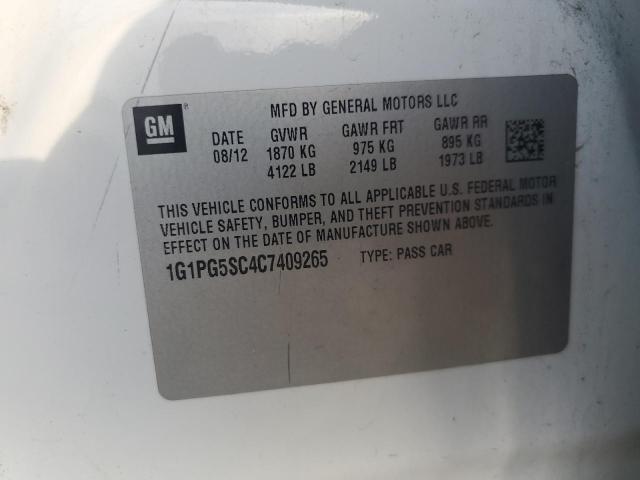 GM
MFD BY GENERAL MOTORS LLC
DATE GVWR GAWR FRT GAWR RR
08/12 1870 KG 975 KG 895 KG
4122 LB 2149 LB 1973 LB
THIS VEHICLE CONFORMS TO ALL APPLICABLE U.S. FEDERAL MOTOR
VEHICLE SAFETY, BUMPER, AND THEFT PREVENTION STANDARDS IN
EFFECT ON THE DATE OF MANUFACTURE SHOWN ABOVE.
1G1PG5SC4C7409265 TYPE: PASS CAR